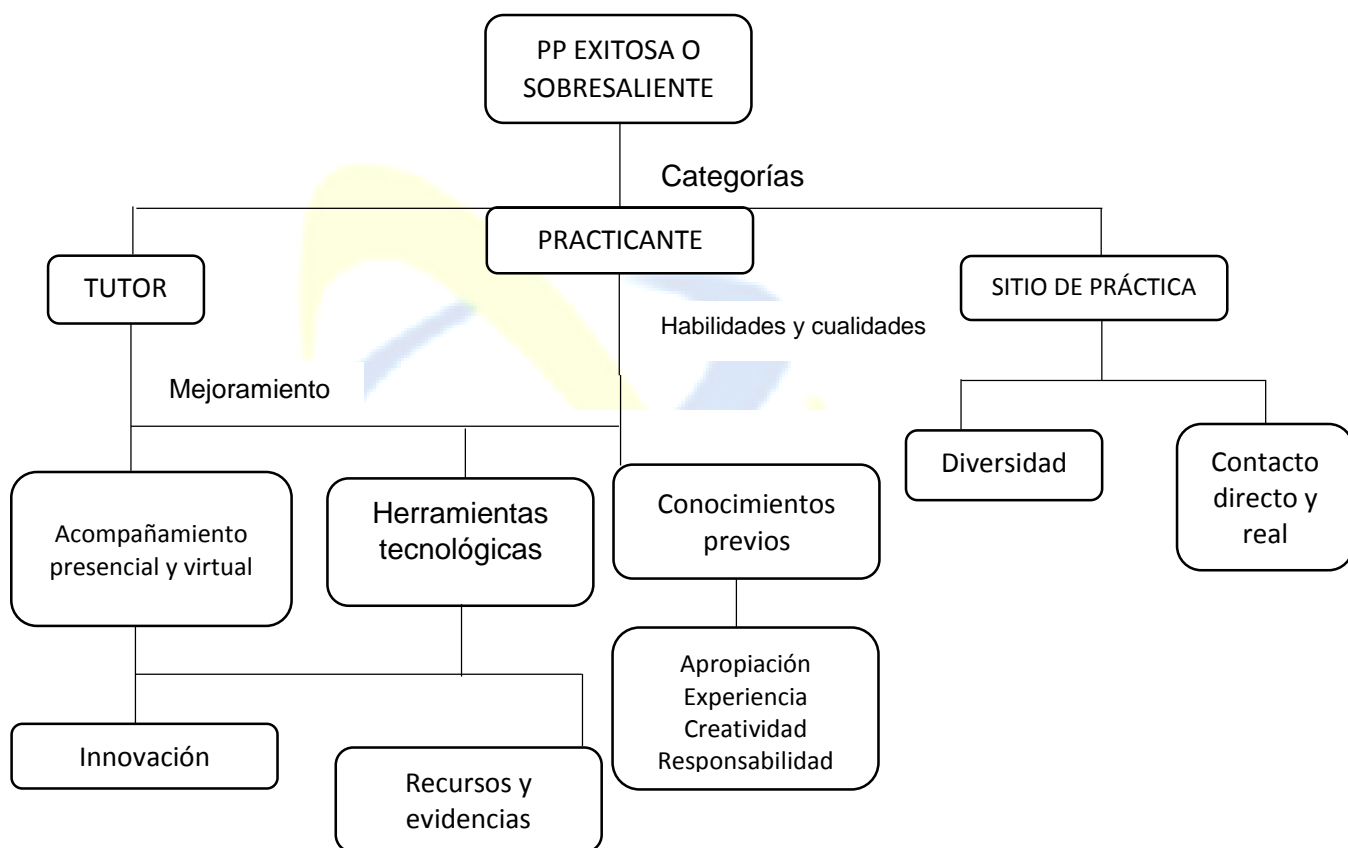 PP EXITOSA O
SOBRESALIENTE
Categorías
PRACTICANTE
TUTOR
SITIO DE PRÁCTICA
Habilidades y cualidades
Mejoramiento
Diversidad
Contacto
directo y
real
Acompañamiento
presencial y virtual
Herramientas
tecnológicas
Conocimientos
previos
Apropiación
Experiencia
Creatividad
Responsabilidad
Innovación
Recursos y
evidencias